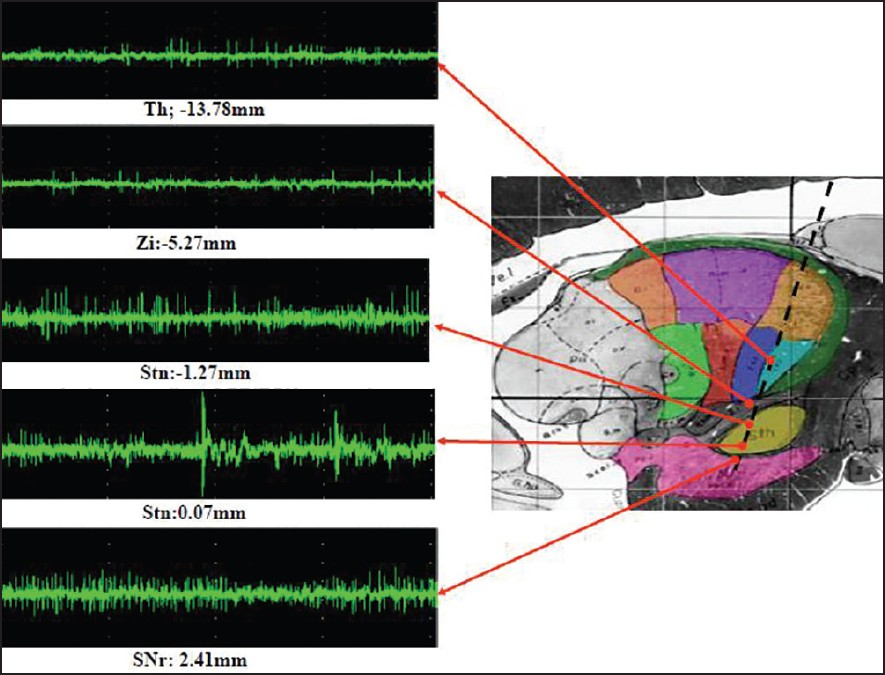 Th; -13.78mm
Zi:-5.27mm
Stn:-1.27mm
Stn:0.07mm
SNr: 2.41mm